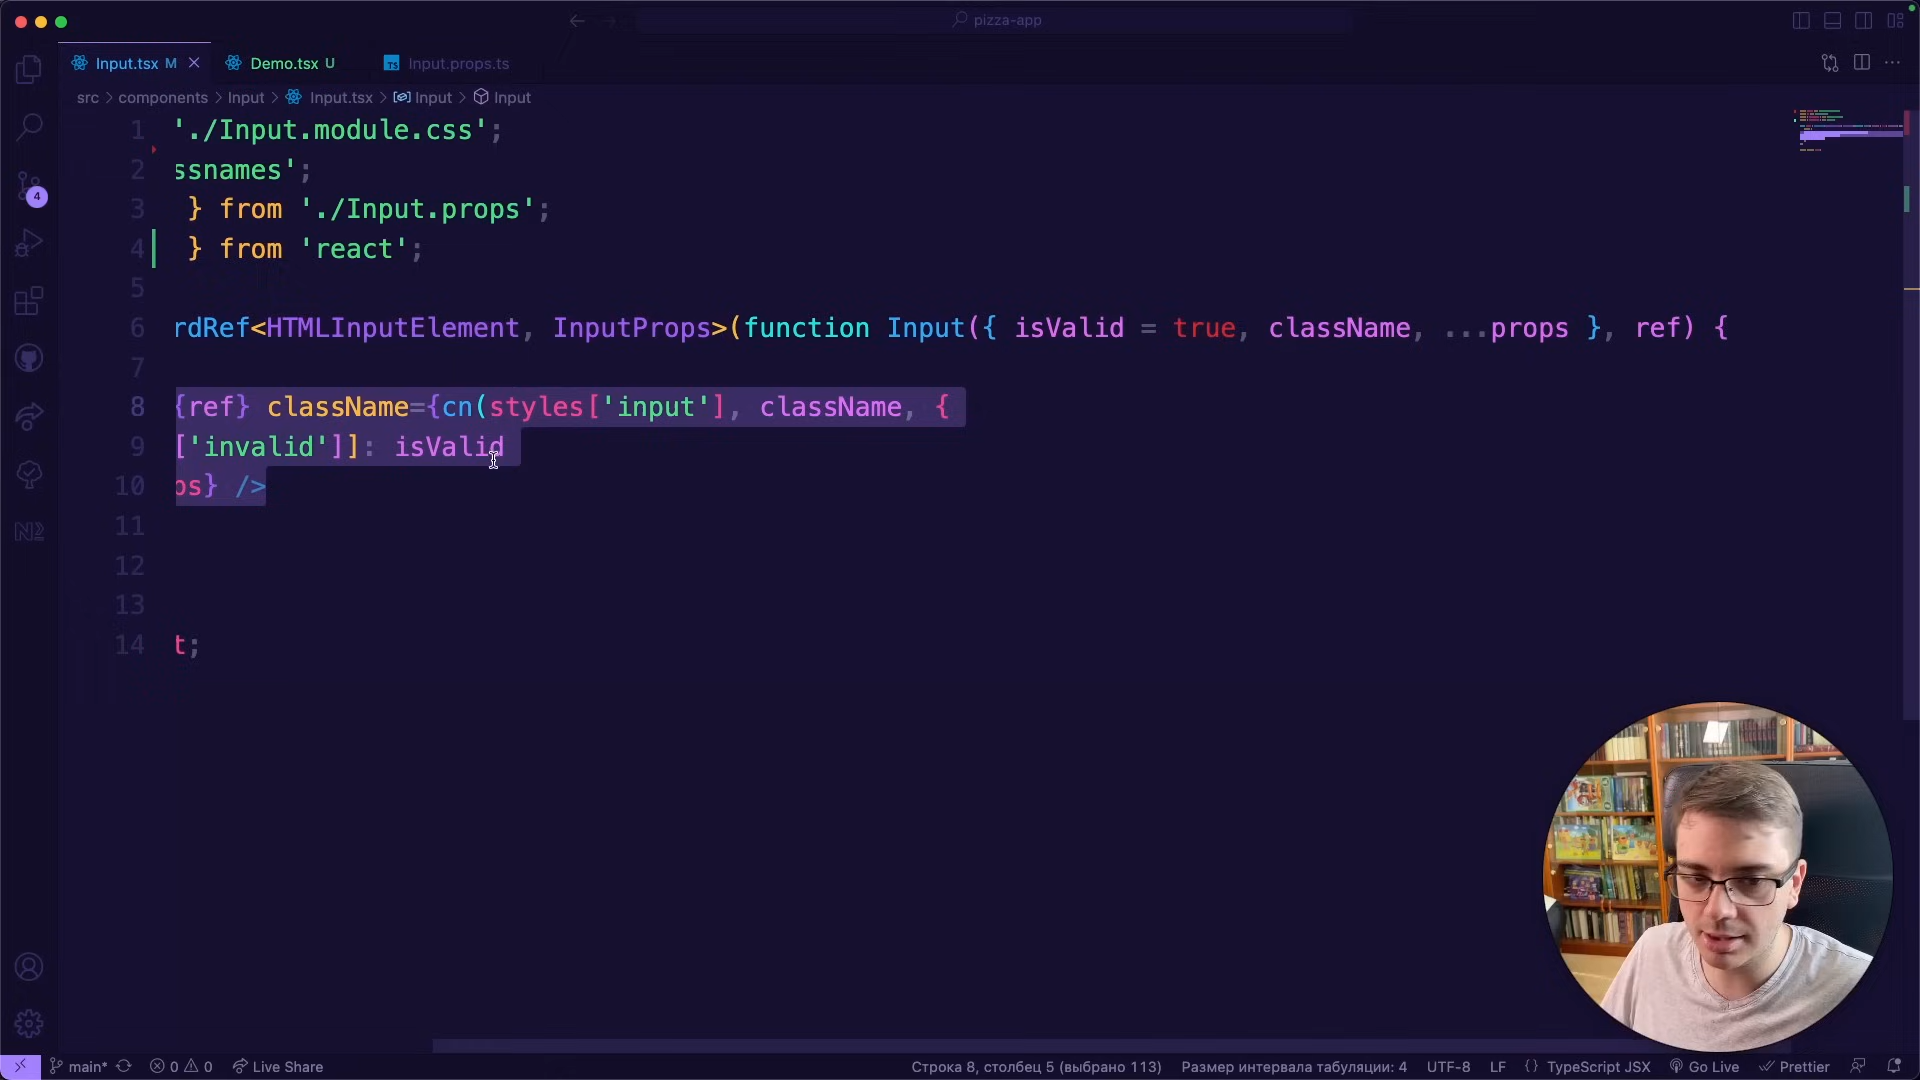 pizza-app
Input.tsx M
Demo.tsx U
TS Input.props.ts
src > components > Input > Input.tsx > Input > Input
1 './Input.module.css';
2 ssnames';
3 } from './Input.props';
4 } from 'react';
5
6 rdRef<HTMLInputElement, InputProps>(function Input({ isValid = true, className, ...props }, ref) {
7
8 {ref} className={cn(styles['input'], className, {
9 ['invalid']]: isValid
10 ps} />
11
12
13
14 t;
4
main* 0 0 Live Share
Строка 8, столбец 5 (выбрано 113) Размер интервала табуляции: 4 UTF-8 LF {} TypeScript JSX Go Live Prettier